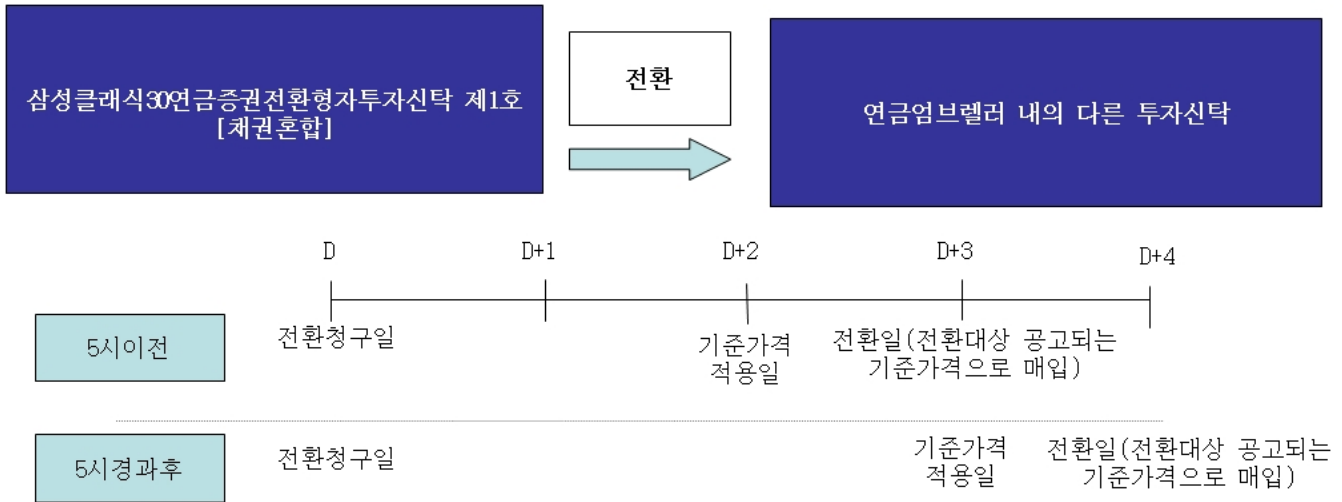 삼성클래식30연금증권전환형자투자신탁 제1호
[채권혼합]
전환
연금엄브렐러 내의 다른 투자신탁
D
D+1
D+2
D+3
D+4
5시이전
전환청구일
기준가격
적용일
전환일(전환대상 공고되는
기준가격으로 매입)
5시경과후
전환청구일
기준가격
적용일
전환일(전환대상 공고되는
기준가격으로 매입)